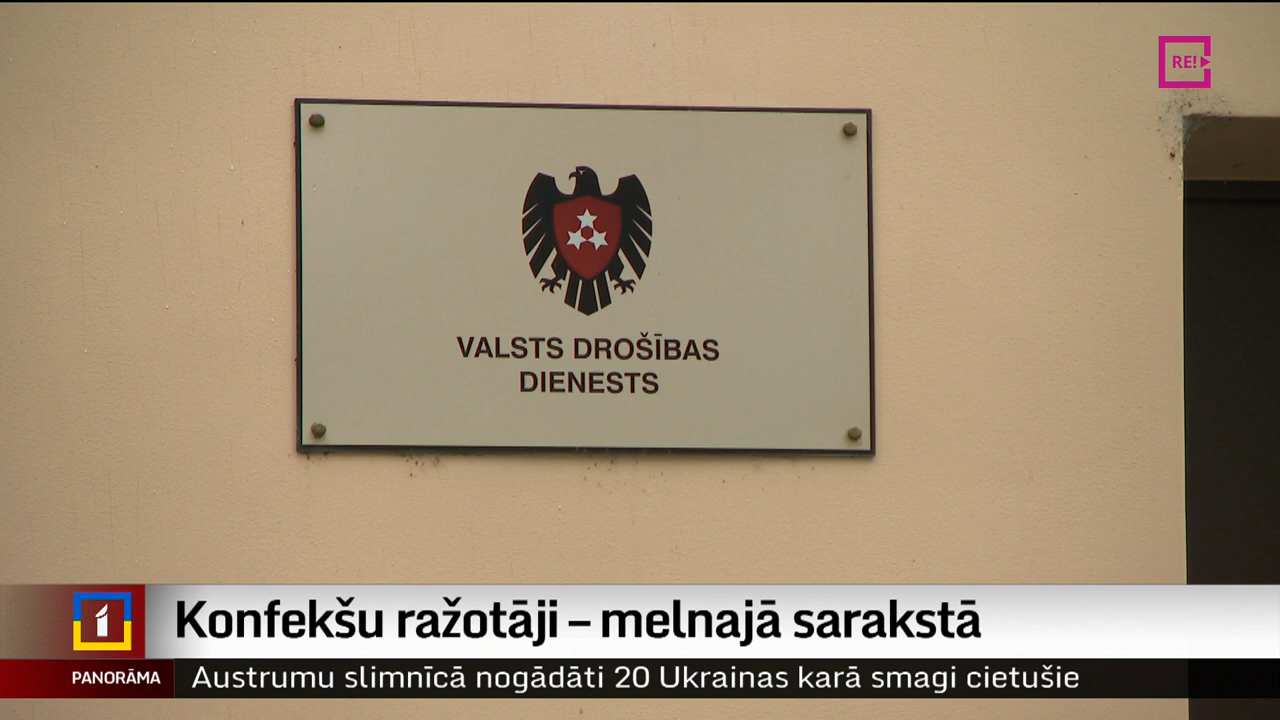 RE!
VALSTS DROŠĪBAS
DIENESTS
1
Konfekšu ražotāji – melnajā sarakstā
PANORĀMA
Austrumu slimnīcā nogādāti 20 Ukrainas karā smagi cietušie